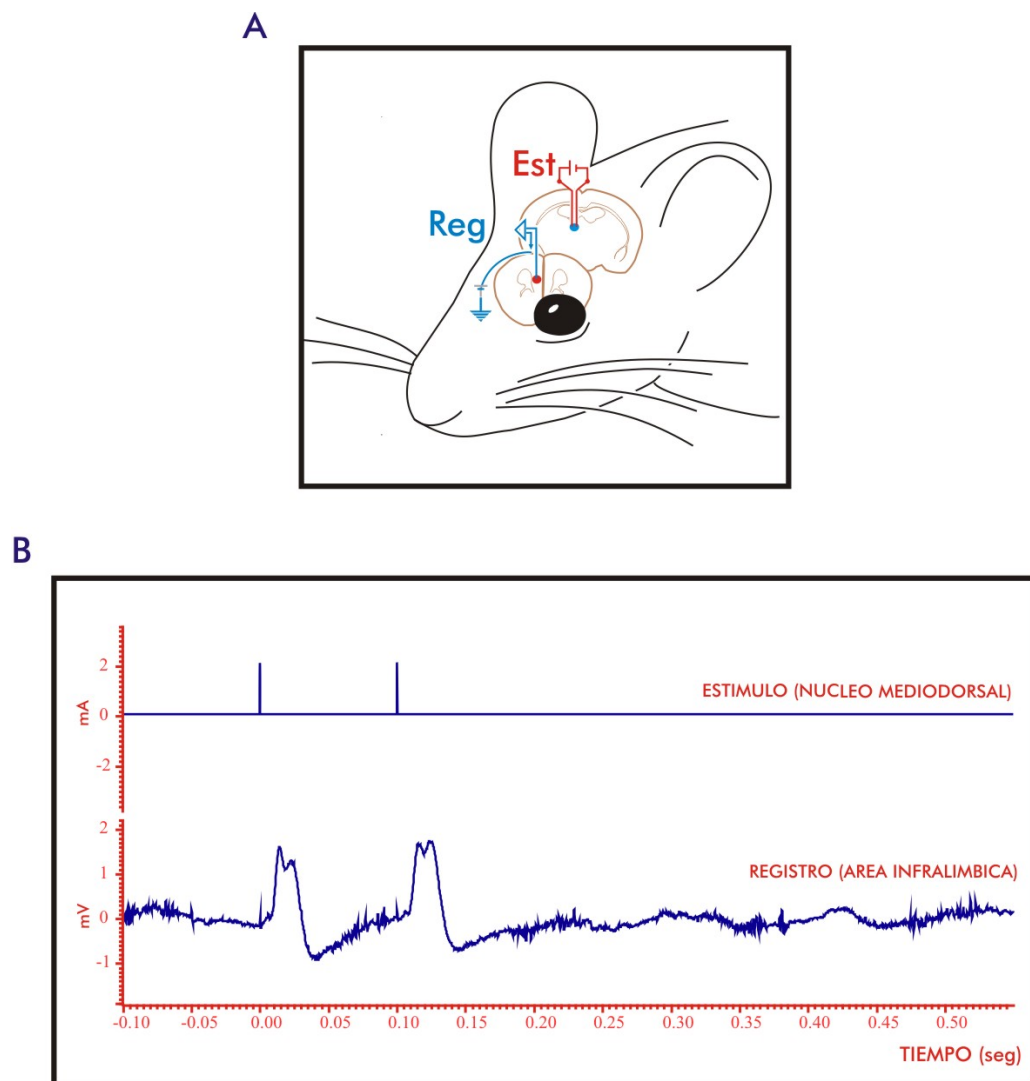 A
Est
Reg
B
2
0
-2
mA
ESTIMULO (NUCLEO MEDIODORSAL)
2
1
0
-1
mV
REGISTRO (AREA INFRALIMBICA)
-0.10 -0.05 0.00 0.05 0.10 0.15 0.20 0.25 0.30 0.35 0.40 0.45 0.50
TIEMPO (seg)